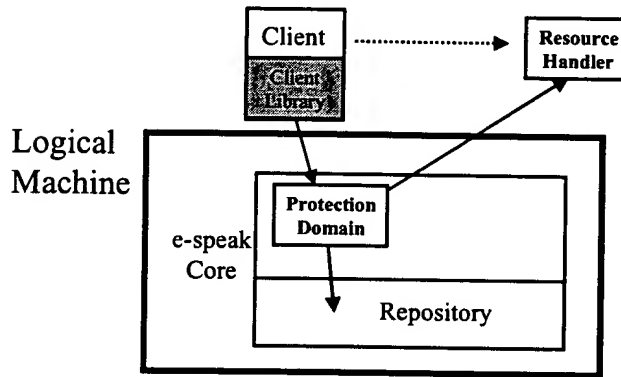 Client
Client
Library
Resource
Handler
Logical
Machine
Protection
Domain
e-speak
Core
Repository